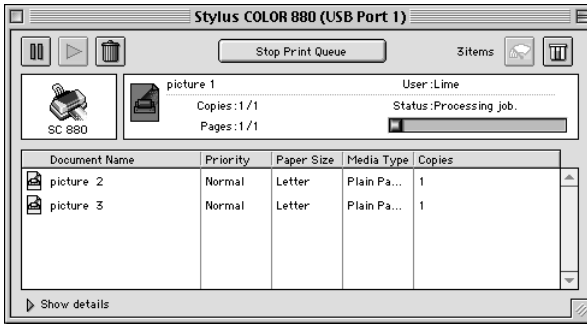 Stylus COLOR 880 (USB Port 1)
Stop Print Queue
3items
SC 880
picture 1
User:Lime
Copies:1/1
Status:Processing job.
Pages:1/1
Document Name Priority Paper Size Media Type Copies
picture 2 Normal Letter Plain Pa... 1
picture 3 Normal Letter Plain Pa... 1
Show details